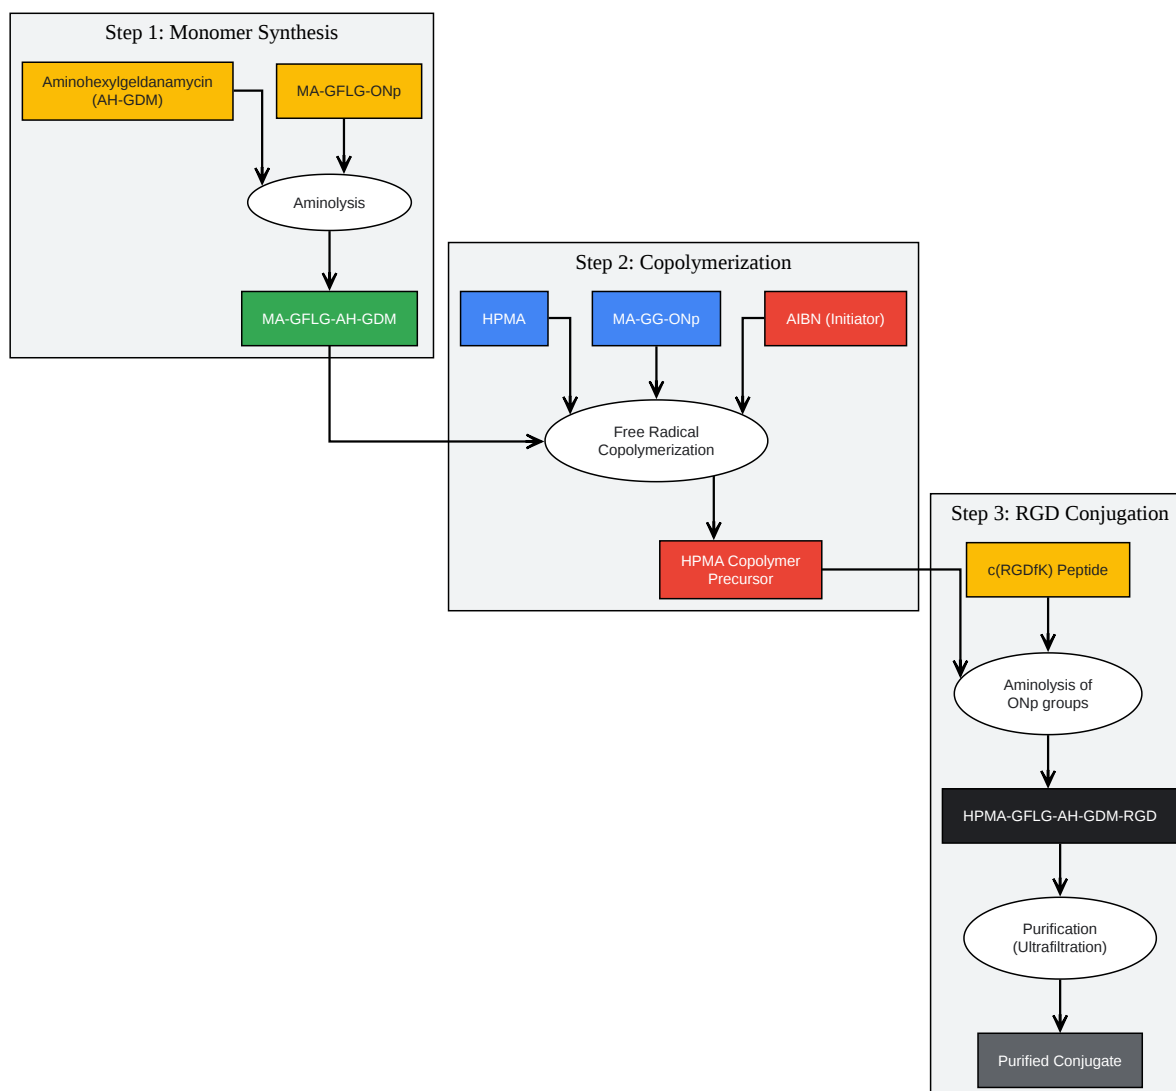 Step 1: Monomer Synthesis
Aminohexylgeldanamycin
(AH-GDM)
MA-GFLG-ONp
Aminolysis
MA-GFLG-AH-GDM
Step 2: Copolymerization
HPMA
MA-GG-ONp
AIBN (Initiator)
Free Radical
Copolymerization
HPMA Copolymer
Precursor
Step 3: RGD Conjugation
c(RGDfK) Peptide
Aminolysis of
ONp groups
HPMA-GFLG-AH-GDM-RGD
Purification
(Ultrafiltration)
Purified Conjugate